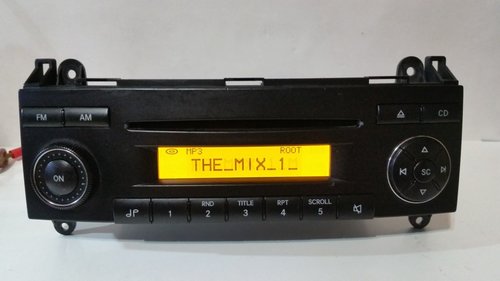 FM AM
CD
MP3 ROOT
THE_MIX_1_
ON
SC
RND TITLE RPT SCROLL
1 2 3 4 5